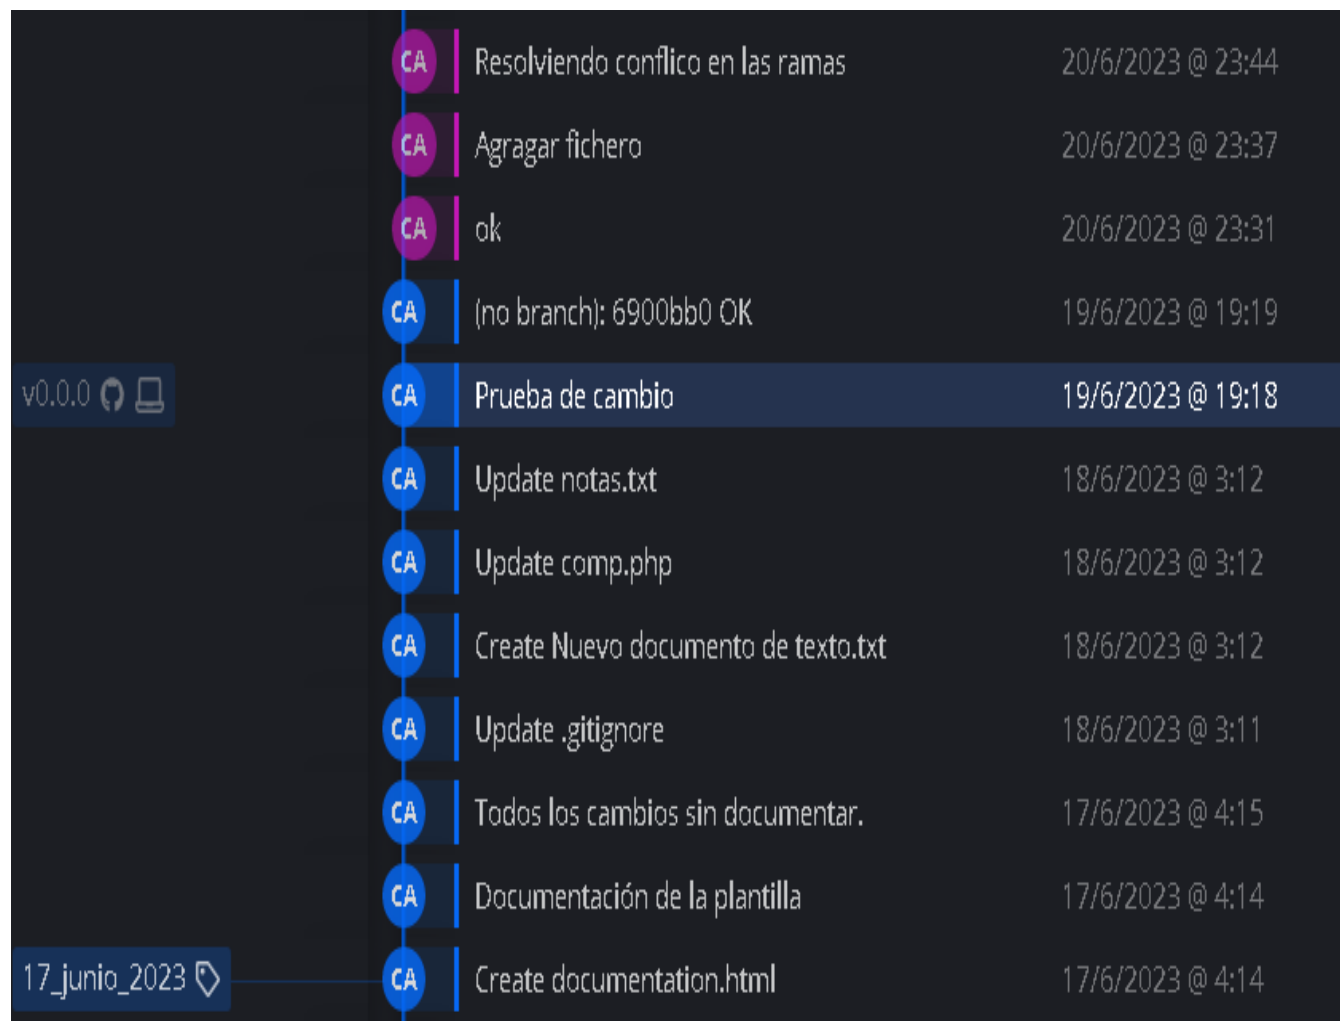 CA Resolviendo conflico en las ramas 20/6/2023 @ 23:44
CA Agragar fichero 20/6/2023 @ 23:37
CA ok 20/6/2023 @ 23:31
CA (no branch): 6900bb0 OK 19/6/2023 @ 19:19
v0.0.0 CA Prueba de cambio 19/6/2023 @ 19:18
CA Update notas.txt 18/6/2023 @ 3:12
CA Update comp.php 18/6/2023 @ 3:12
CA Create Nuevo documento de texto.txt 18/6/2023 @ 3:12
CA Update .gitignore 18/6/2023 @ 3:11
CA Todos los cambios sin documentar. 17/6/2023 @ 4:15
CA Documentación de la plantilla 17/6/2023 @ 4:14
17_junio_2023 CA Create documentation.html 17/6/2023 @ 4:14